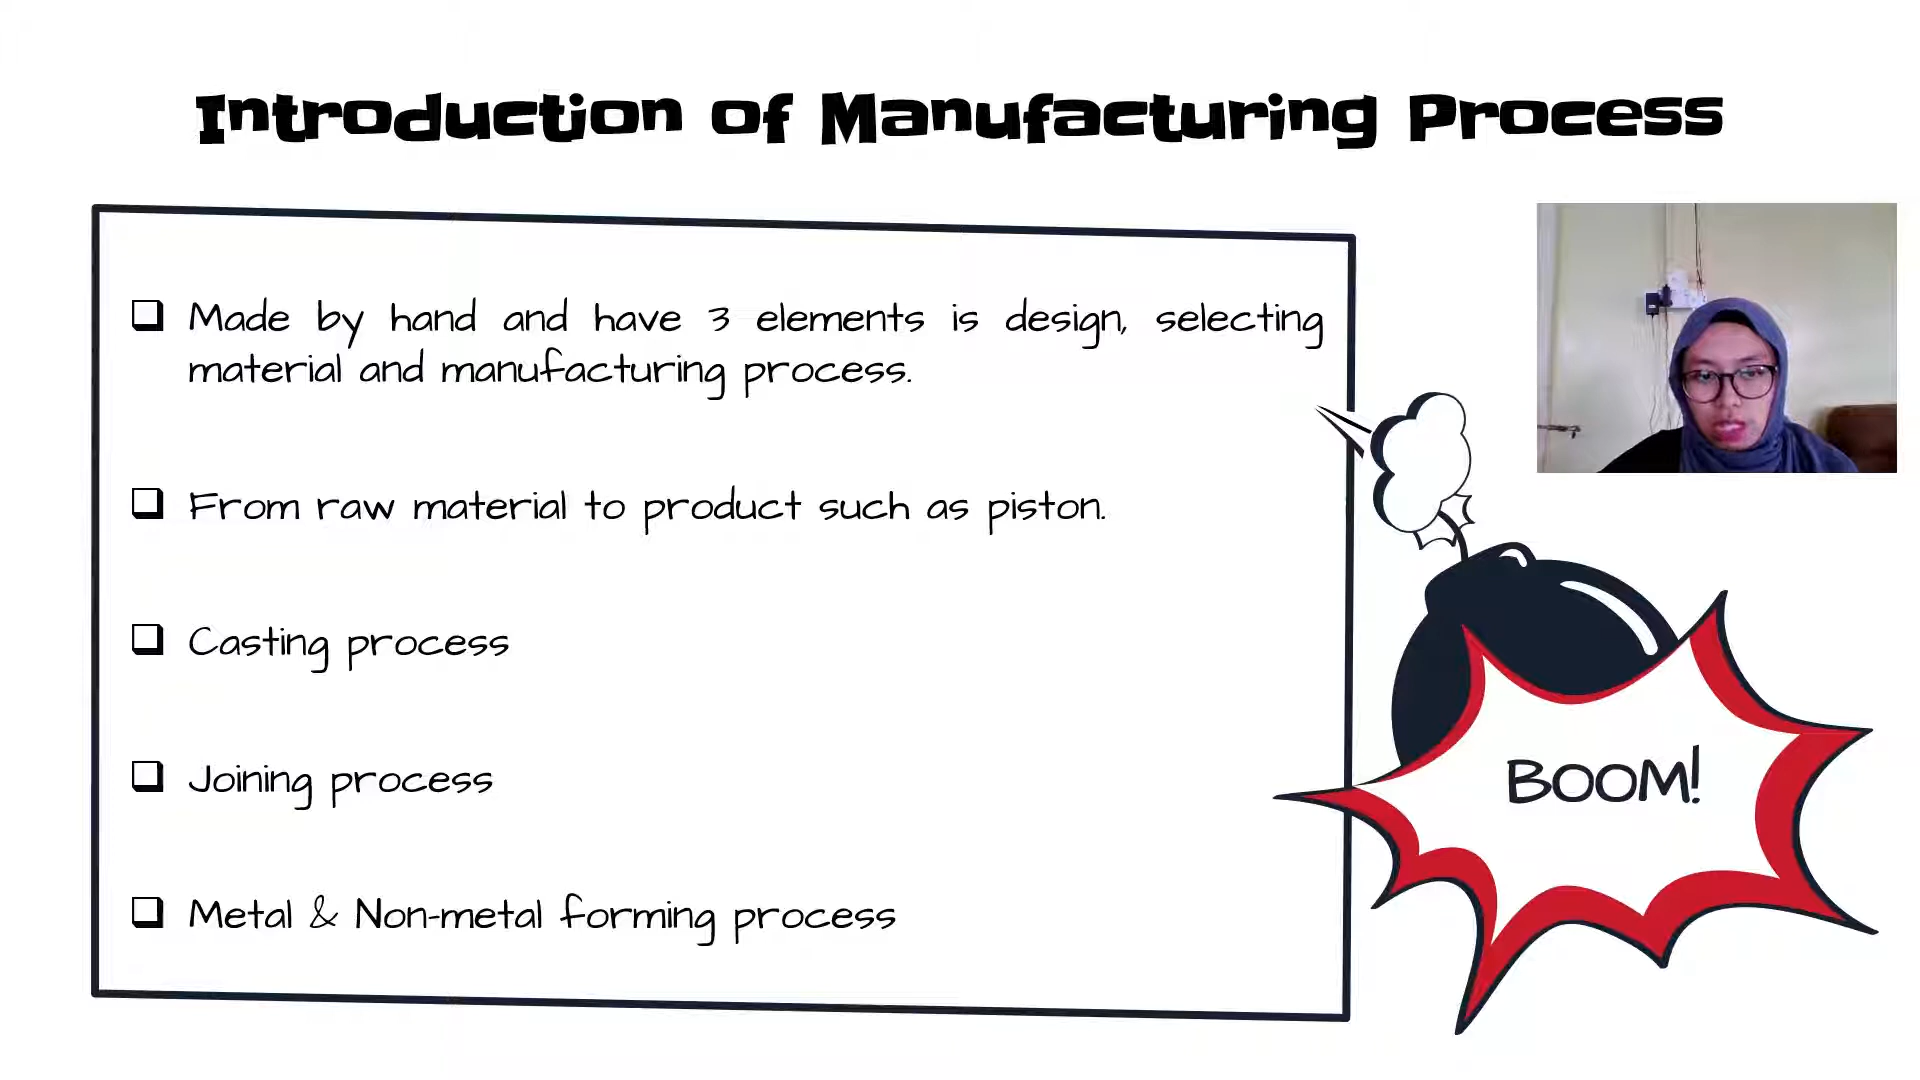 Introduction of Manufacturing Process
Made by hand and have 3 elements is design, selecting
material and manufacturing process.
From raw material to product such as piston.
Casting process
Joining process
Metal & Non-metal forming process
BOOM!